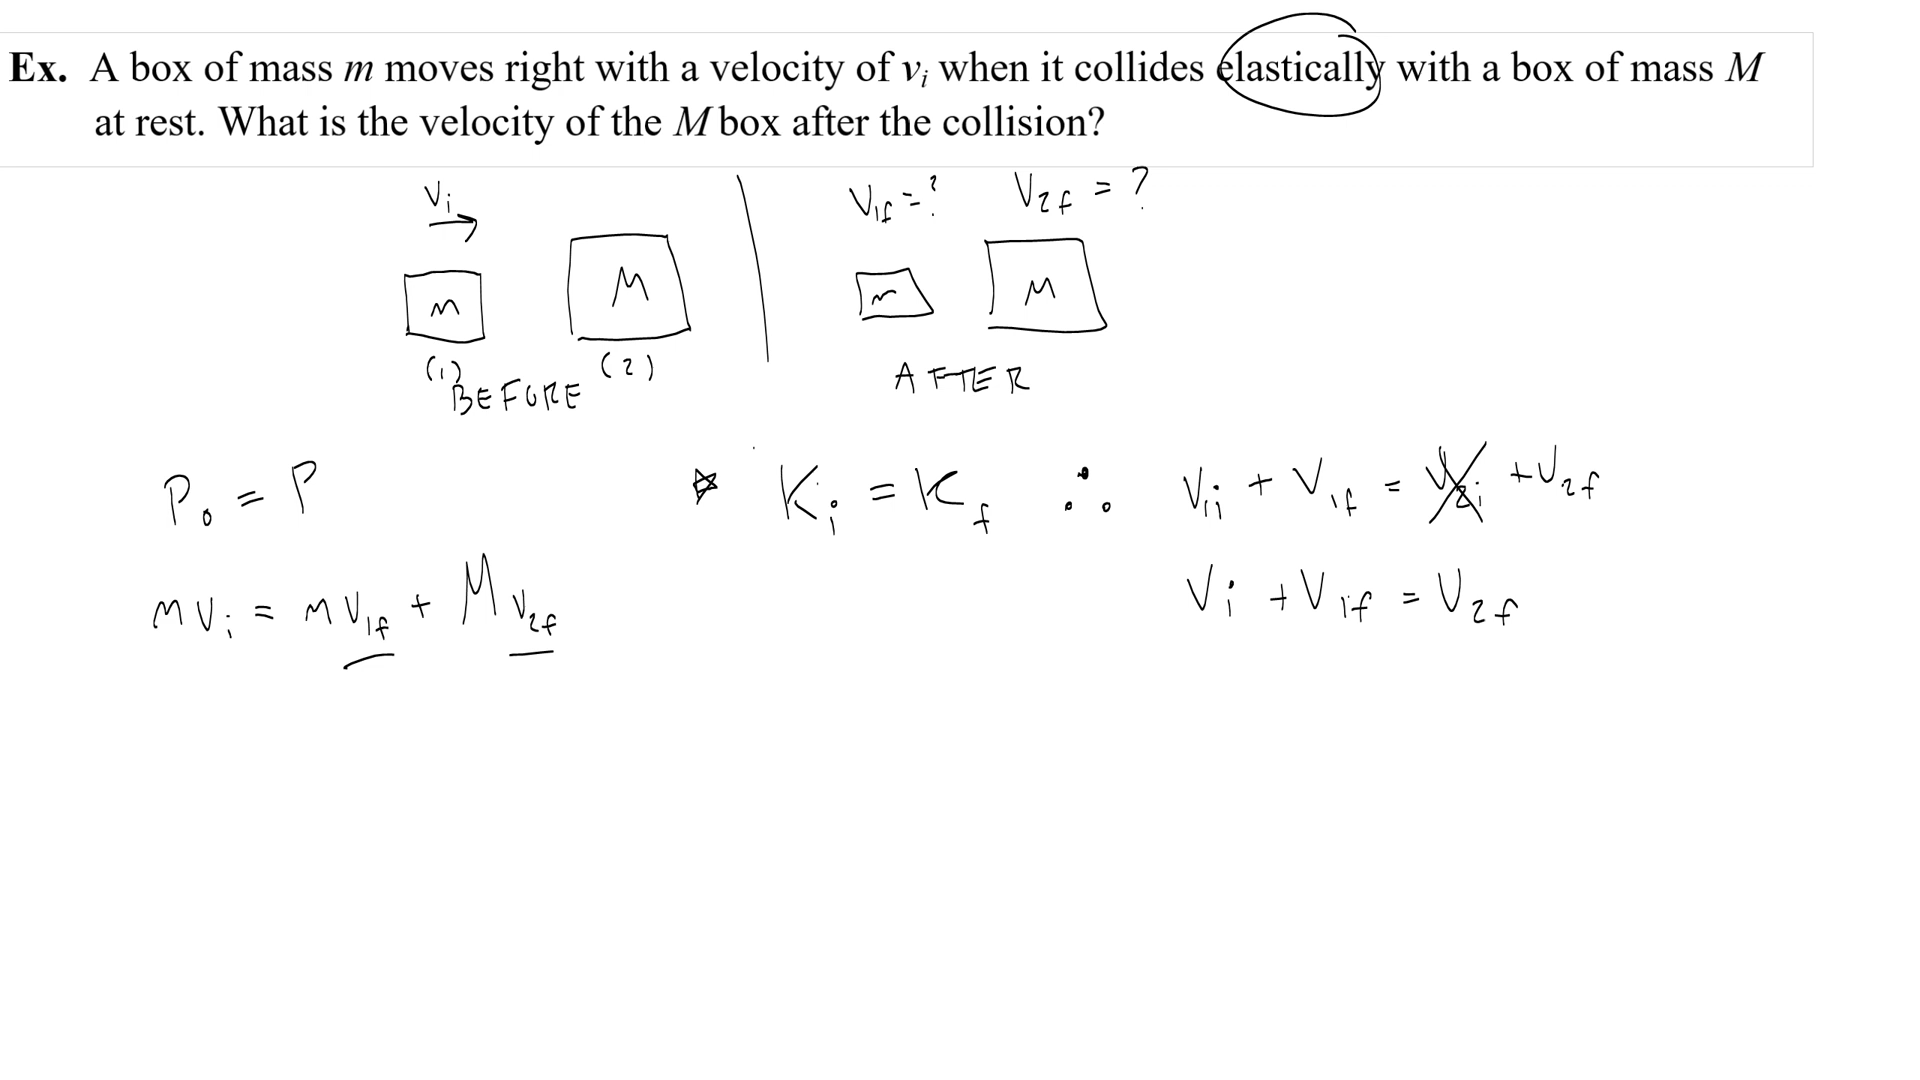 Ex. A box of mass m moves right with a velocity of vᵢ when it collides elastically with a box of mass M
at rest. What is the velocity of the M box after the collision?
Vᵢ V1f = ? V2f = ?
m M m M
(1) (2)
BEFORE AFTER
P₀ = P ☆ Kᵢ = K_f ∴ V1i + V1f = V2i + V2f
mVᵢ = mV1f + MV2f Vᵢ + V1f = V2f